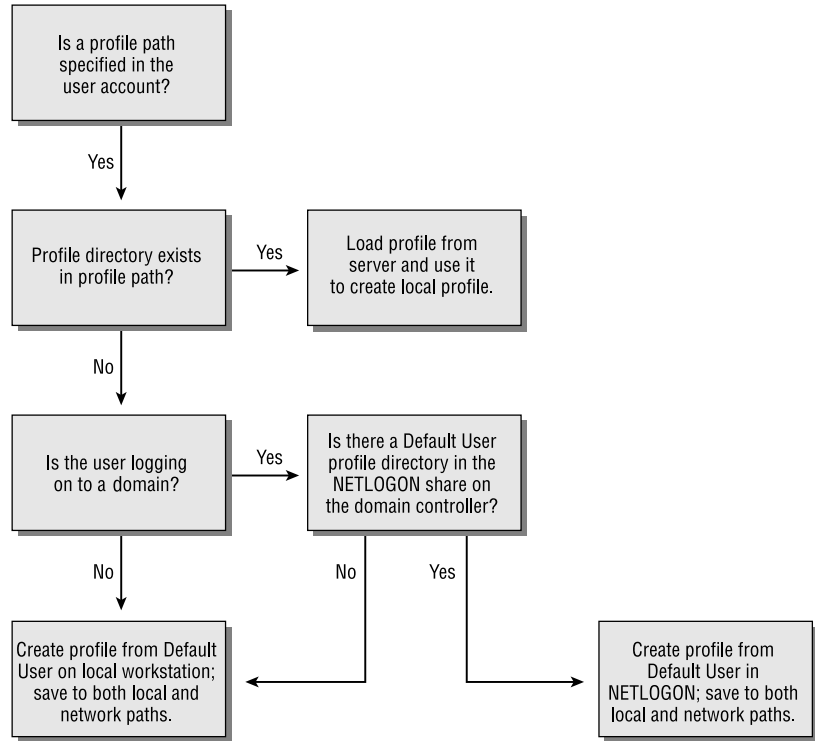 Is a profile path
specified in the
user account?
Yes
Profile directory exists
in profile path?
Yes
Load profile from
server and use it
to create local profile.
No
Is the user logging
on to a domain?
Yes
Is there a Default User
profile directory in the
NETLOGON share on
the domain controller?
No
No
Yes
Create profile from Default
User on local workstation;
save to both local and
network paths.
Create profile from
Default User in
NETLOGON; save to both
local and network paths.